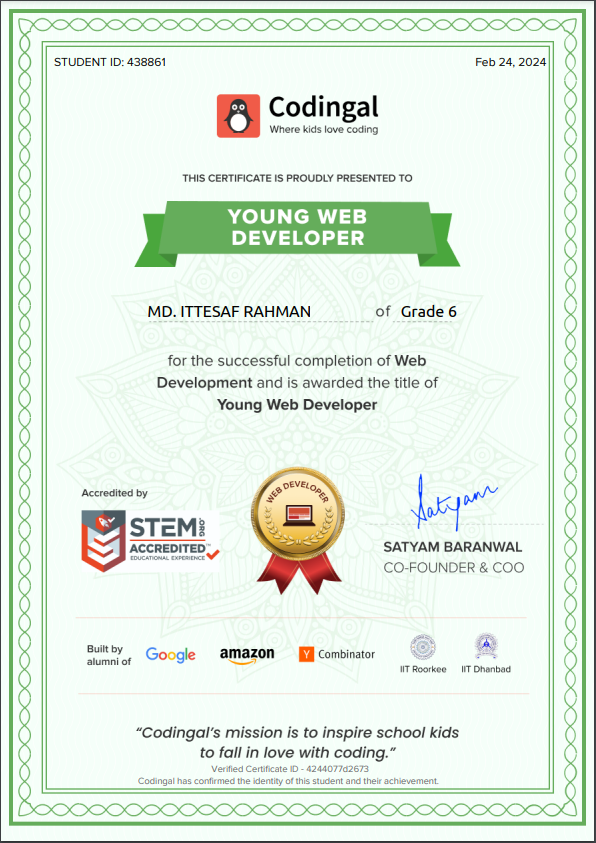 STUDENT ID: 438861
Feb 24, 2024
Codingal
Where kids love coding
THIS CERTIFICATE IS PROUDLY PRESENTED TO
YOUNG WEB
DEVELOPER
MD. ITTESAF RAHMAN of Grade 6
for the successful completion of Web
Development and is awarded the title of
Young Web Developer
Accredited by
STEM.ORG
ACCREDITED™
EDUCATIONAL EXPERIENCE
WEB DEVELOPER
Satyam
SATYAM BARANWAL
CO-FOUNDER & COO
Built by
alumni of
Google
amazon
Y Combinator
IIT Roorkee
IIT Dhanbad
“Codingal’s mission is to inspire school kids
to fall in love with coding.”
Verified Certificate ID - 4244077d2673
Codingal has confirmed the identity of this student and their achievement.